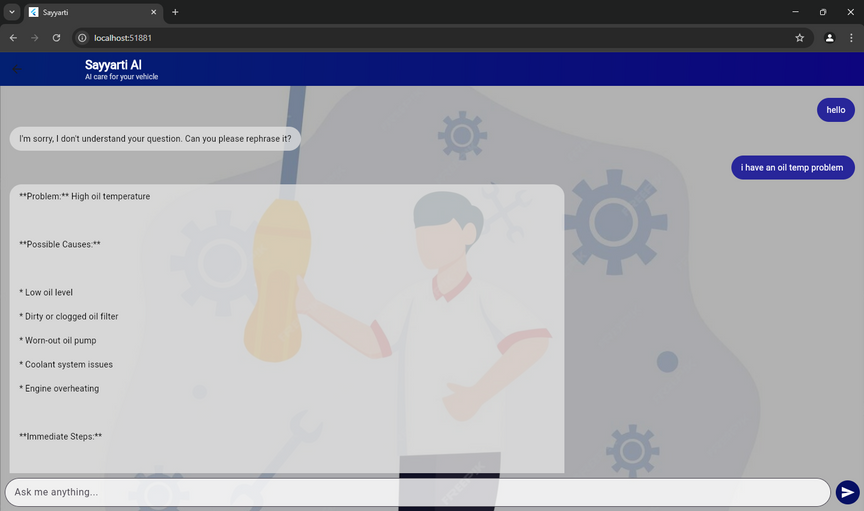 Sayyarti
localhost:51881
Sayyarti AI
AI care for your vehicle
hello
I'm sorry, I don't understand your question. Can you please rephrase it?
i have an oil temp problem
**Problem:** High oil temperature
**Possible Causes:**
* Low oil level
* Dirty or clogged oil filter
* Worn-out oil pump
* Coolant system issues
* Engine overheating
**Immediate Steps:**
Ask me anything...